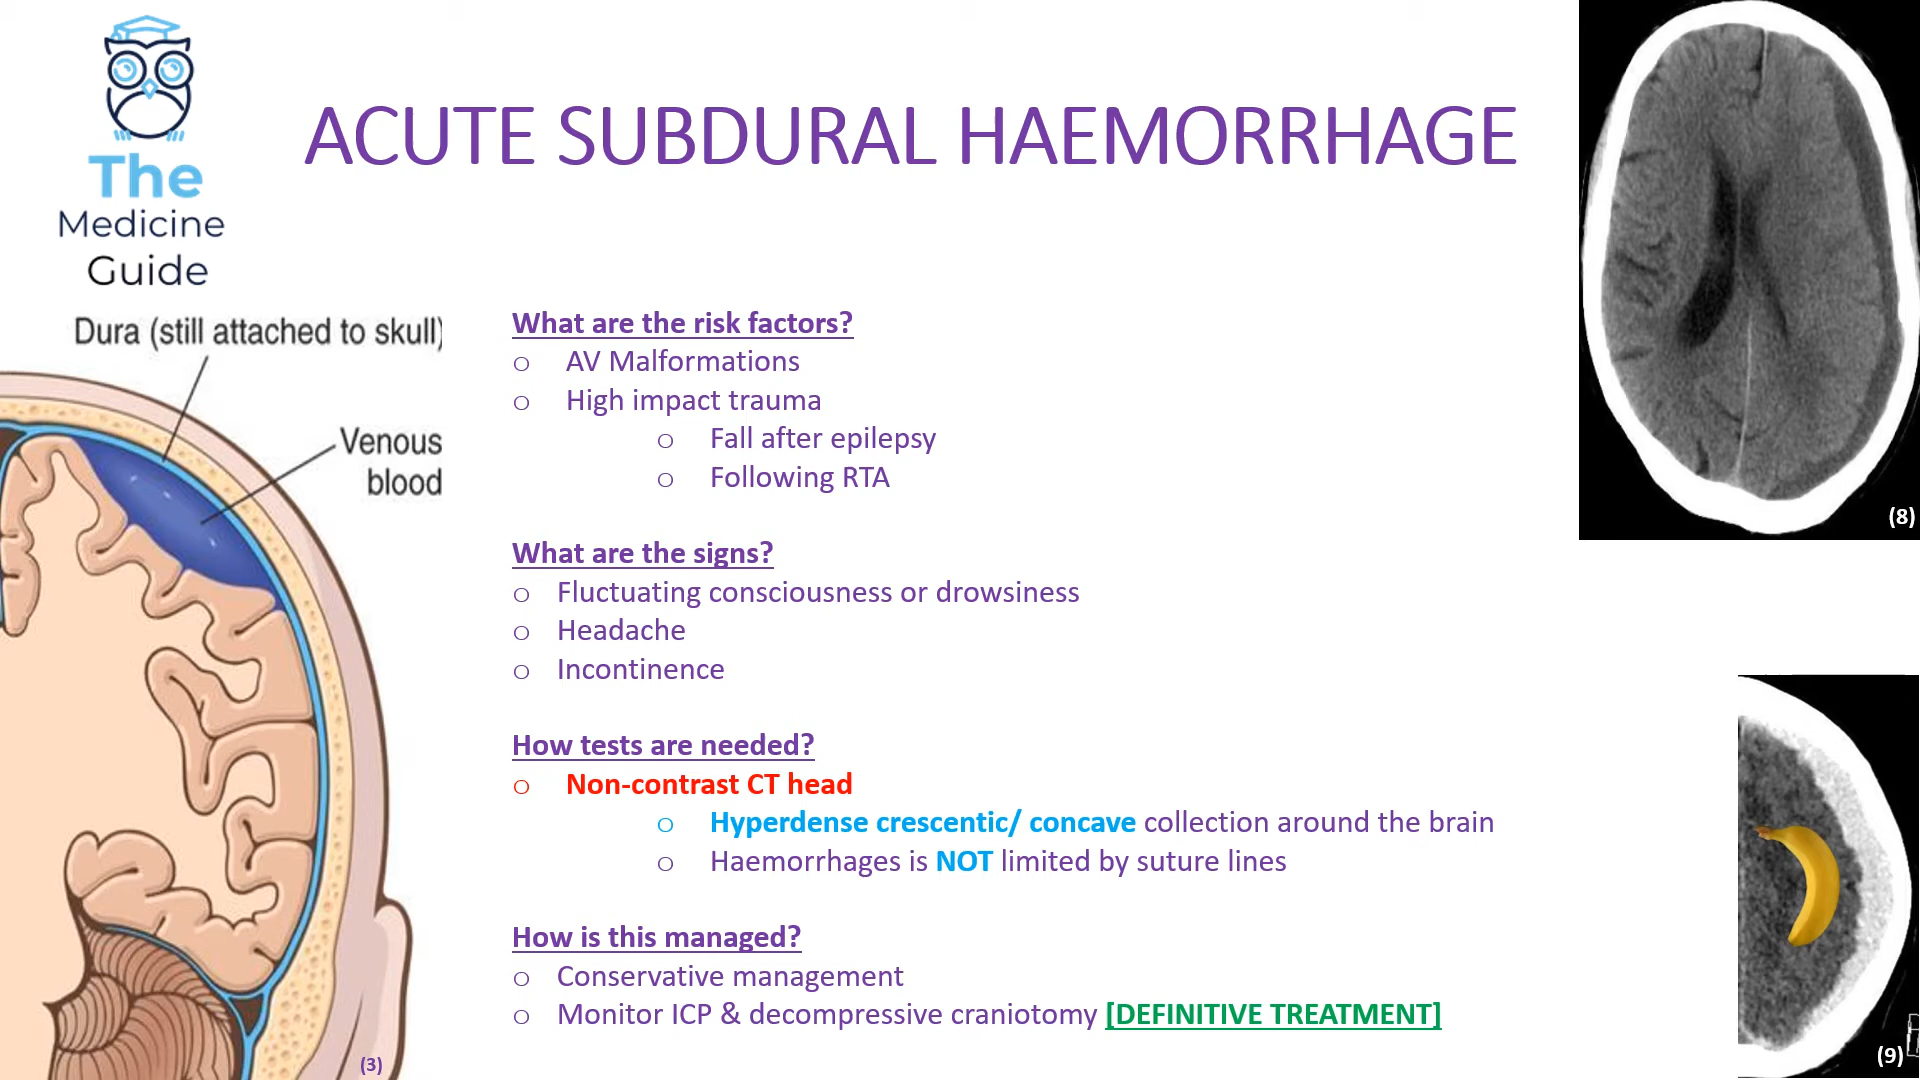 The
Medicine
Guide
ACUTE SUBDURAL HAEMORRHAGE
Dura (still attached to skull)
Venous
blood
(3)
What are the risk factors?
o AV Malformations
o High impact trauma
o Fall after epilepsy
o Following RTA
What are the signs?
o Fluctuating consciousness or drowsiness
o Headache
o Incontinence
How tests are needed?
o Non-contrast CT head
o Hyperdense crescentic/ concave collection around the brain
o Haemorrhages is NOT limited by suture lines
How is this managed?
o Conservative management
o Monitor ICP & decompressive craniotomy [DEFINITIVE TREATMENT]
(8)
(9)